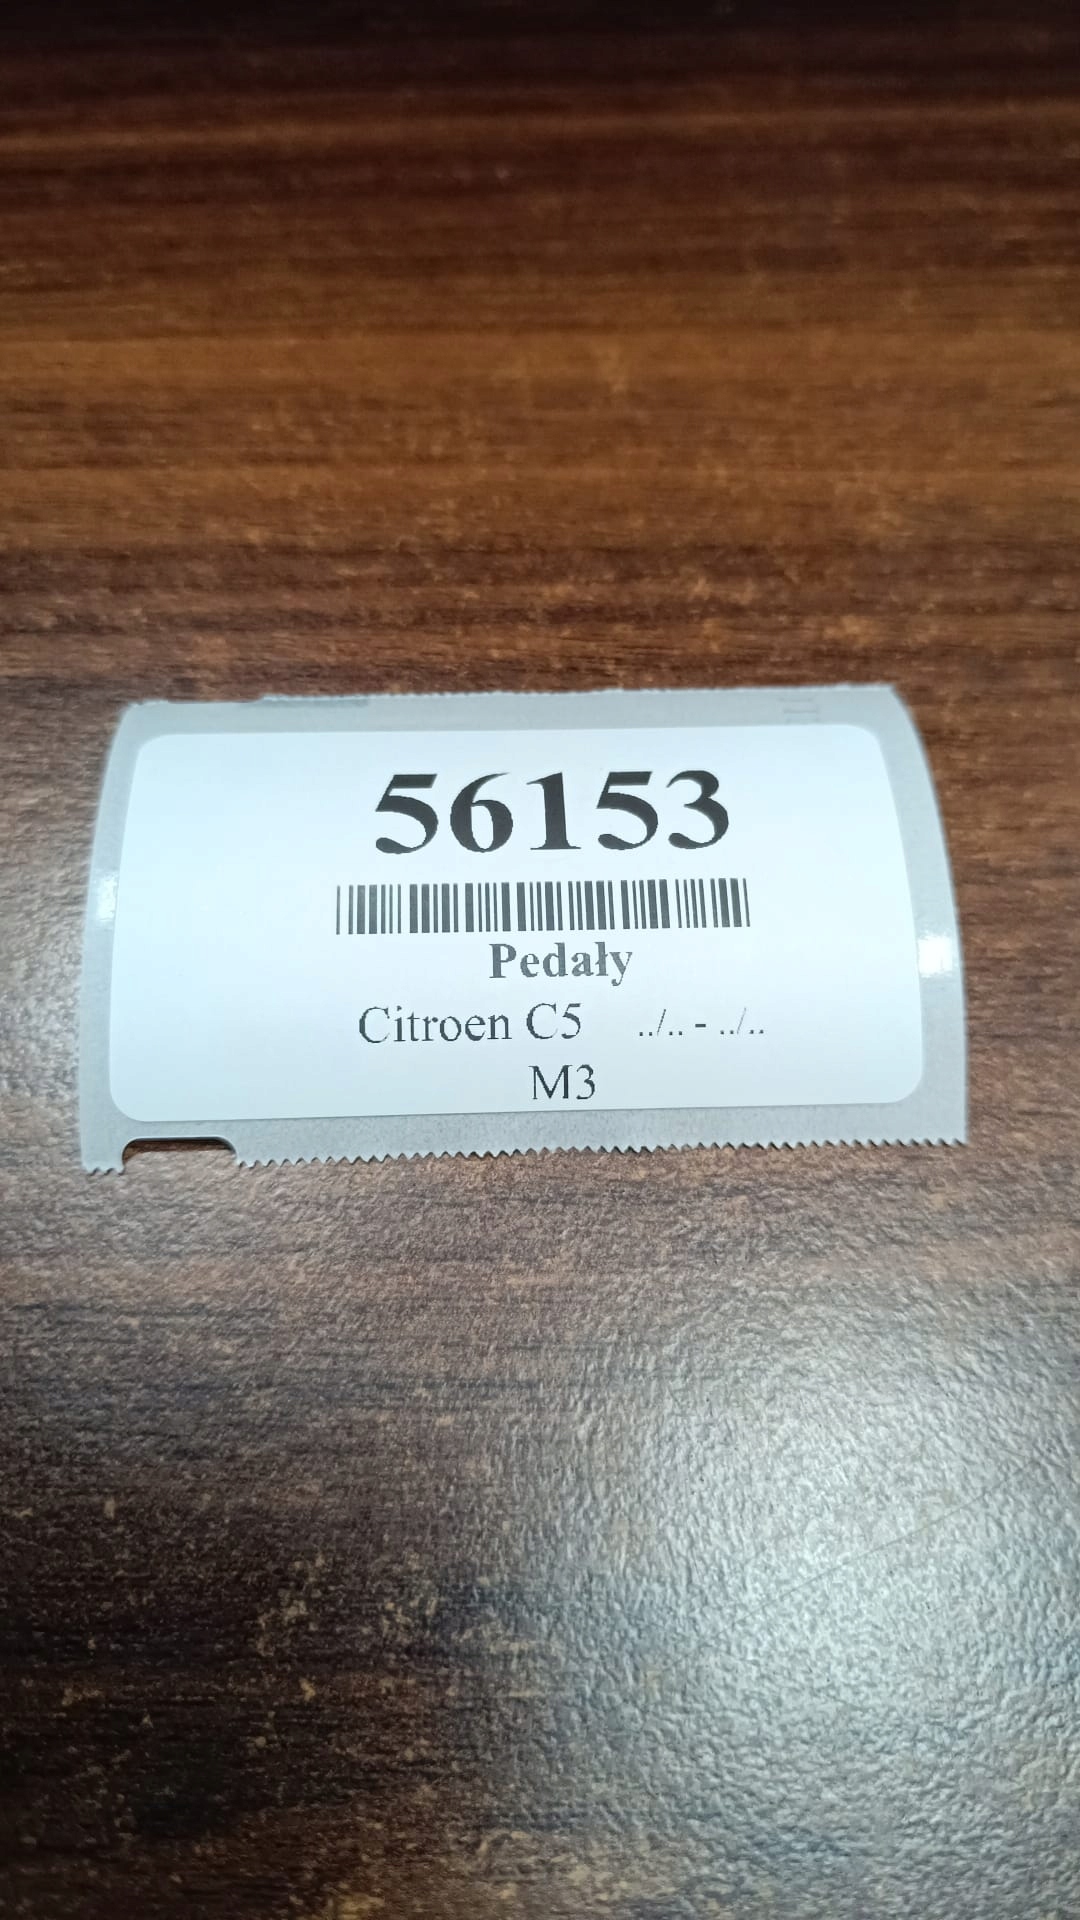 56153
Pedały
Citroen C5 ../.. - ../..
M3